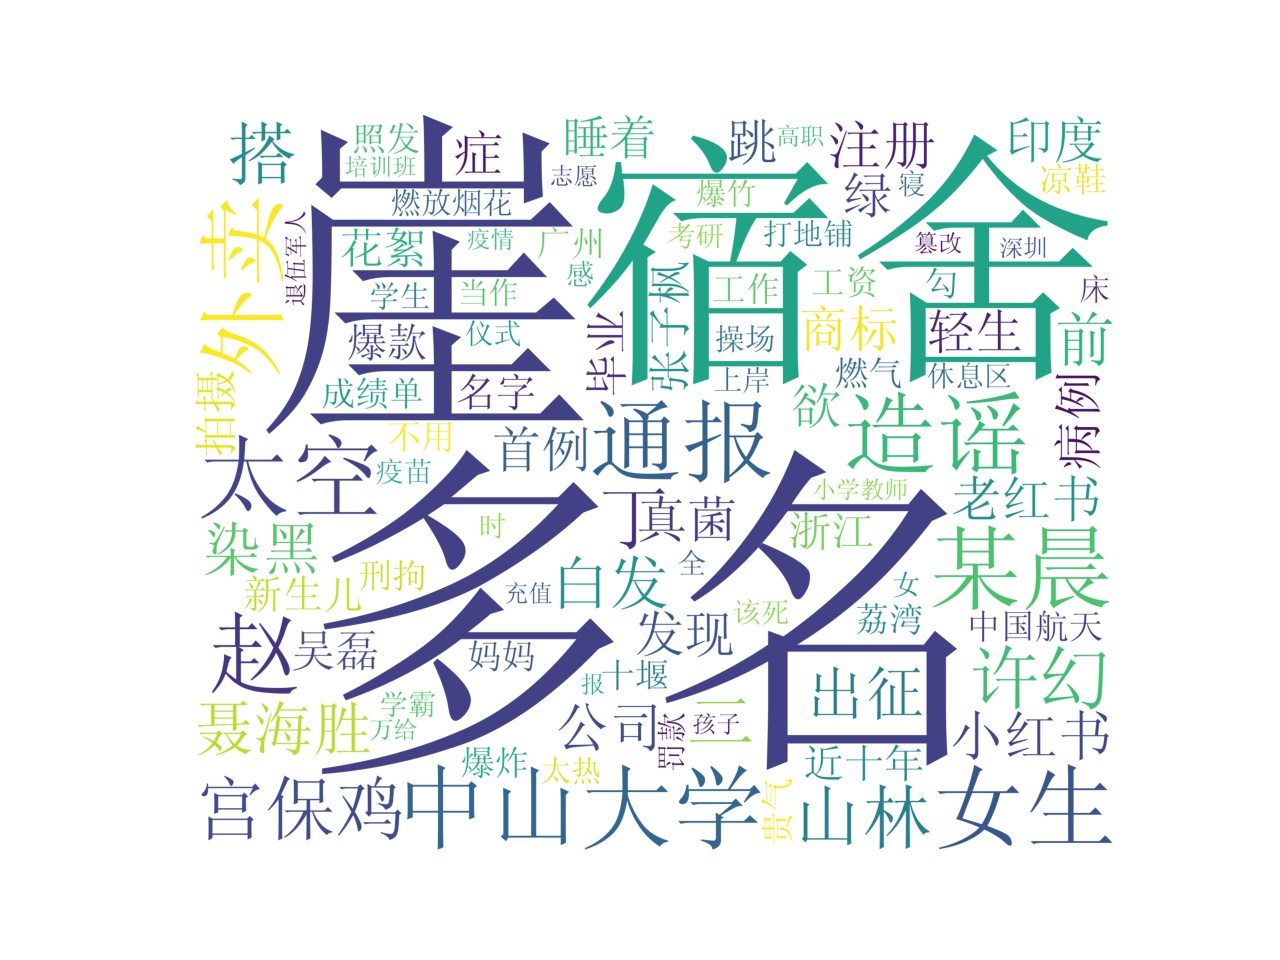 搭
照发
培训班
症
睡着
志愿
跳
高职
注册
印度
崖
宿舍
燃放烟花
爆竹
绿
寝
凉鞋
外卖
退伍军人
花絮
疫情
广州
感
考研
打地铺
篡改
深圳
学生
当作
张子枫
工作
工资
勾
床
爆款
仪式
毕业
操场
商标
轻生
前
拍摄
成绩单
名字
上岸
燃气
休息区
病例
不用
首例
通报
欲
造谣
太空
疫苗
多名
丁真菌
小学教师
老红书
染黑
时
浙江
某晨
新生儿
刑拘
充值
白发
全
女
赵
吴磊
妈妈
发现
该死
荔湾
中国航天
报
十堰
出征
许幻
聂海胜
学霸
万给
公司
罚款
孩子
二
小红书
爆炸
太热
近十年
宫保鸡
中山大学
贵气
山林
女生